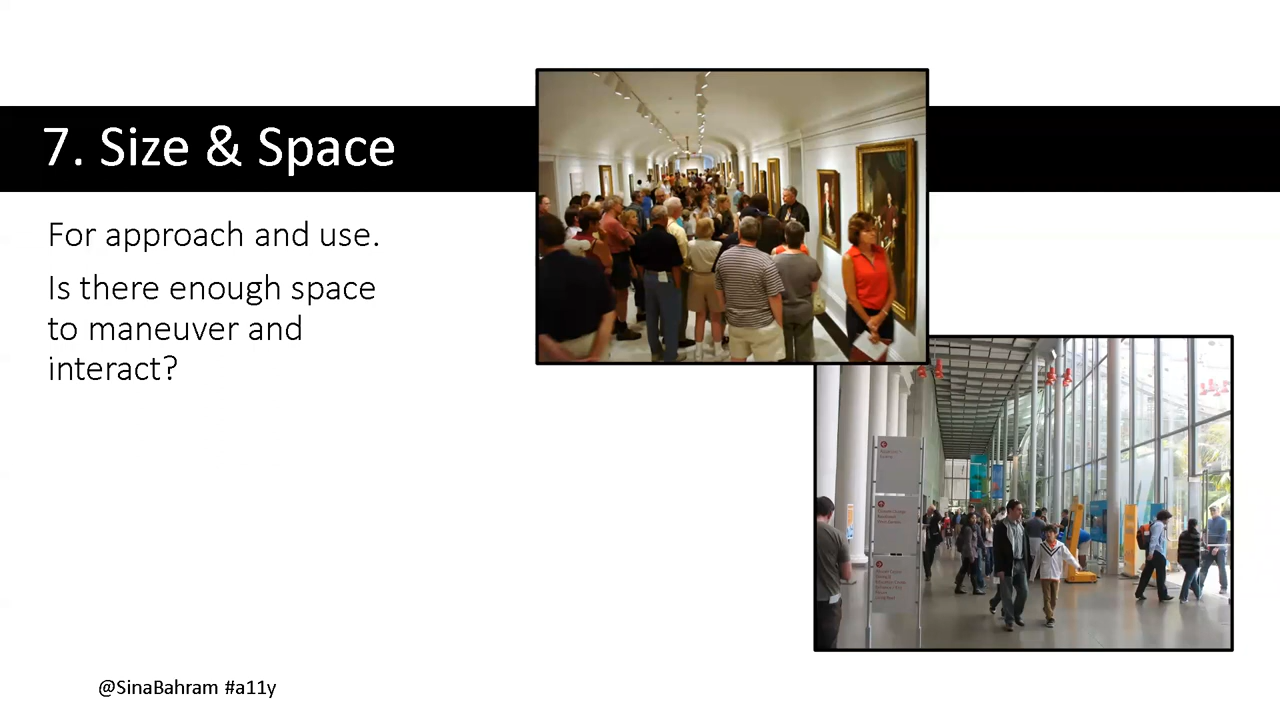 7. Size & Space
For approach and use.
Is there enough space
to maneuver and
interact?
@SinaBahram #a11y